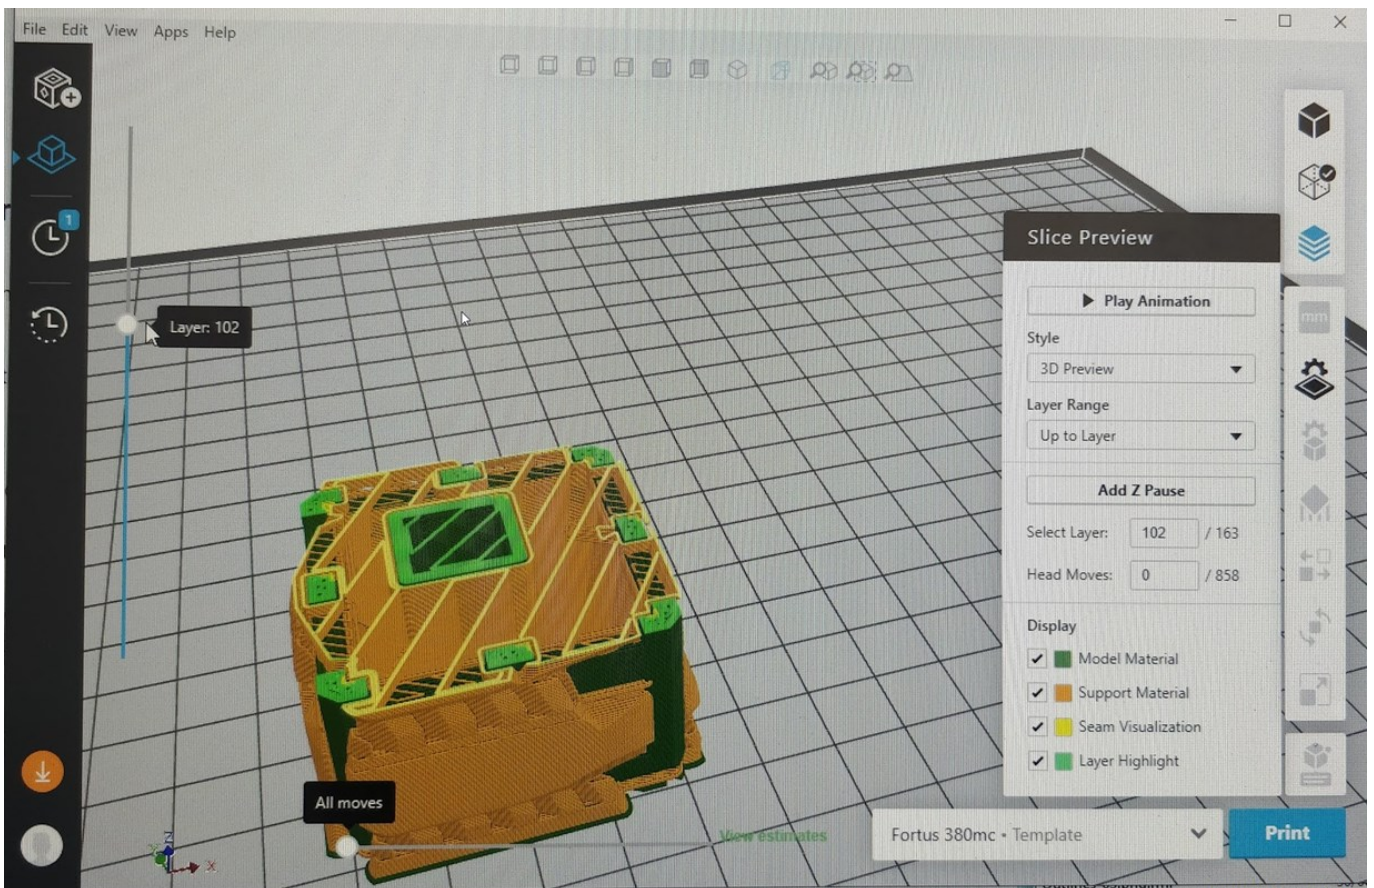 File Edit View Apps Help
1
Layer: 102
Slice Preview
Play Animation
Style
3D Preview
Layer Range
Up to Layer
Add Z Pause
Select Layer: 102 / 163
Head Moves: 0 / 858
Display
Model Material
Support Material
Seam Visualization
Layer Highlight
mm
All moves
View estimates
Fortus 380mc • Template
Print
Z
X